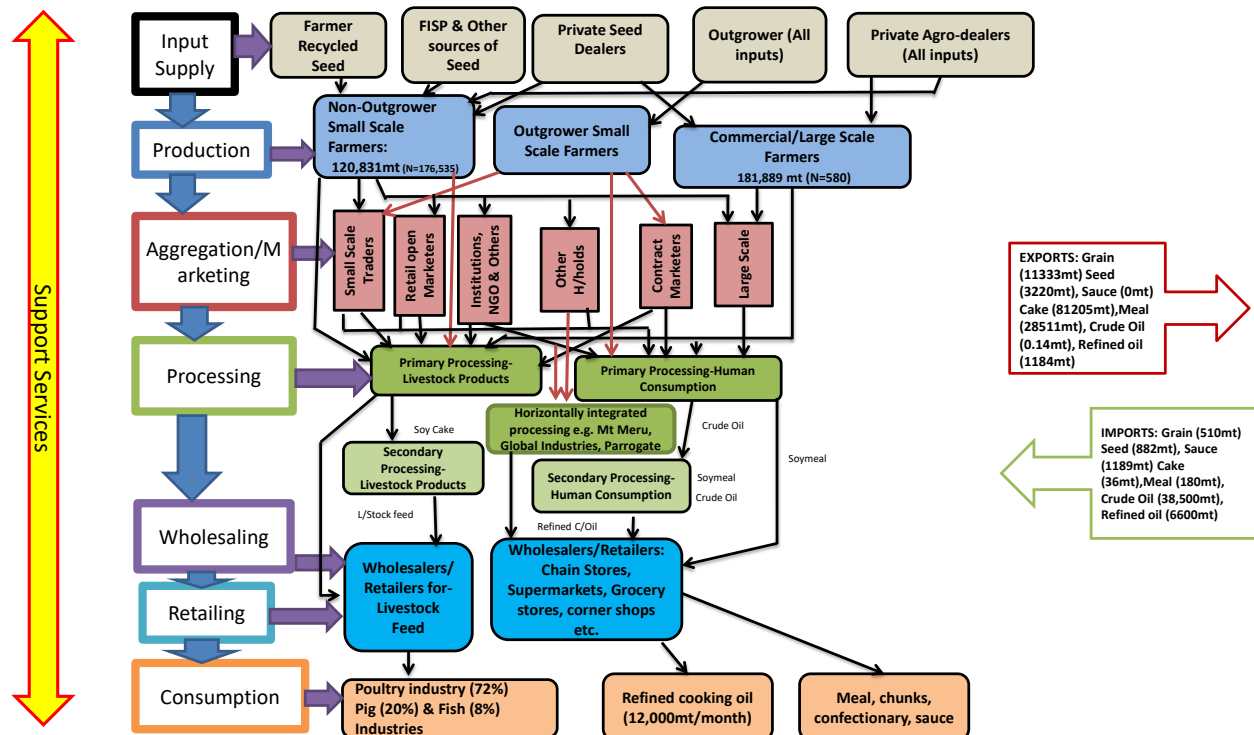 Support Services
Input
Supply
Production
Aggregation/M
arketing
Processing
Wholesaling
Retailing
Consumption
Farmer
Recycled
Seed
FISP & Other
sources of
Seed
Private Seed
Dealers
Outgrower (All
inputs)
Private Agro-dealers
(All inputs)
Non-Outgrower
Small Scale
Farmers:
120,831mt (N=176,535)
Outgrower Small
Scale Farmers
Commercial/Large Scale
Farmers
181,889 mt (N=580)
Small Scale
Traders
Retail open
Marketers
Institutions,
NGO & Others
Other
H/holds
Contract
Marketers
Large Scale
Primary Processing-
Livestock Products
Primary Processing-Human
Consumption
Horizontally integrated
processing e.g. Mt Meru,
Global Industries, Parrogate
Soy Cake
Crude Oil
Secondary
Processing-
Livestock Products
Secondary Processing-
Human Consumption
Soymeal
Soymeal
Crude Oil
L/Stock feed
Refined C/Oil
Wholesalers/
Retailers for-
Livestock
Feed
Wholesalers/Retailers:
Chain Stores,
Supermarkets, Grocery
stores, corner shops
etc.
Poultry industry (72%)
Pig (20%) & Fish (8%)
Industries
Refined cooking oil
(12,000mt/month)
Meal, chunks,
confectionary, sauce
EXPORTS: Grain
(11333mt) Seed
(3220mt), Sauce (0mt)
Cake (81205mt),Meal
(28511mt), Crude Oil
(0.14mt), Refined oil
(1184mt)
IMPORTS: Grain (510mt)
Seed (882mt), Sauce
(1189mt) Cake
(36mt),Meal (180mt),
Crude Oil (38,500mt),
Refined oil (6600mt)